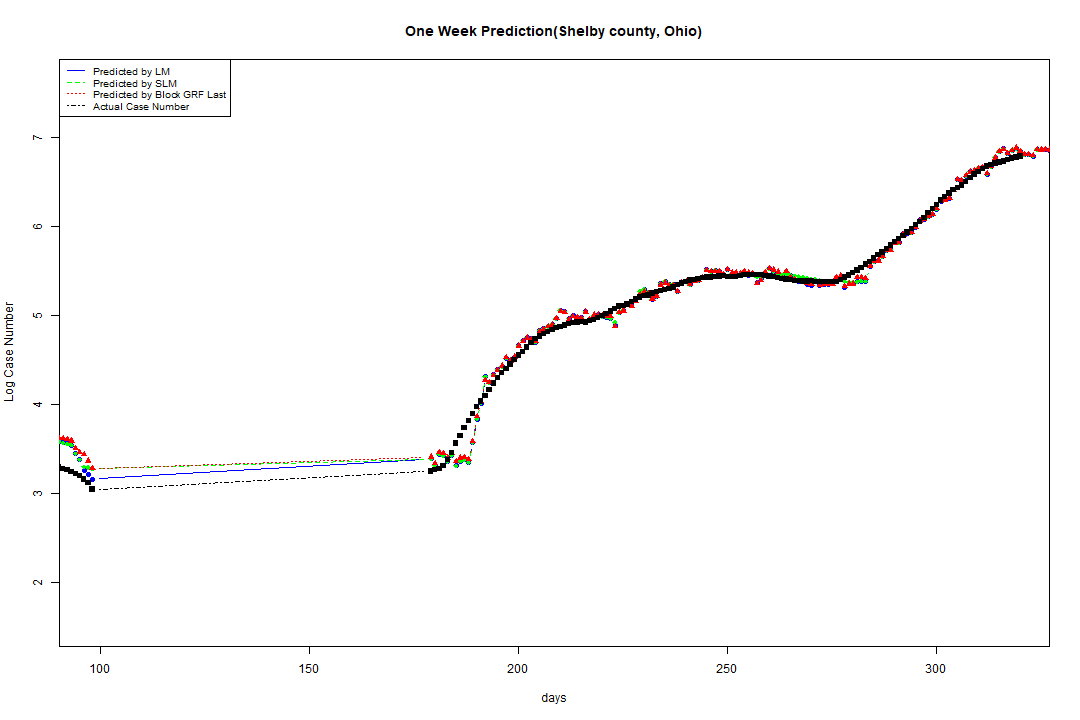 One Week Prediction(Shelby county, Ohio)
Predicted by LM
Predicted by SLM
Predicted by Block GRF Last
Actual Case Number
7
6
5
4
3
2
Log Case Number
100 150 200 250 300
days